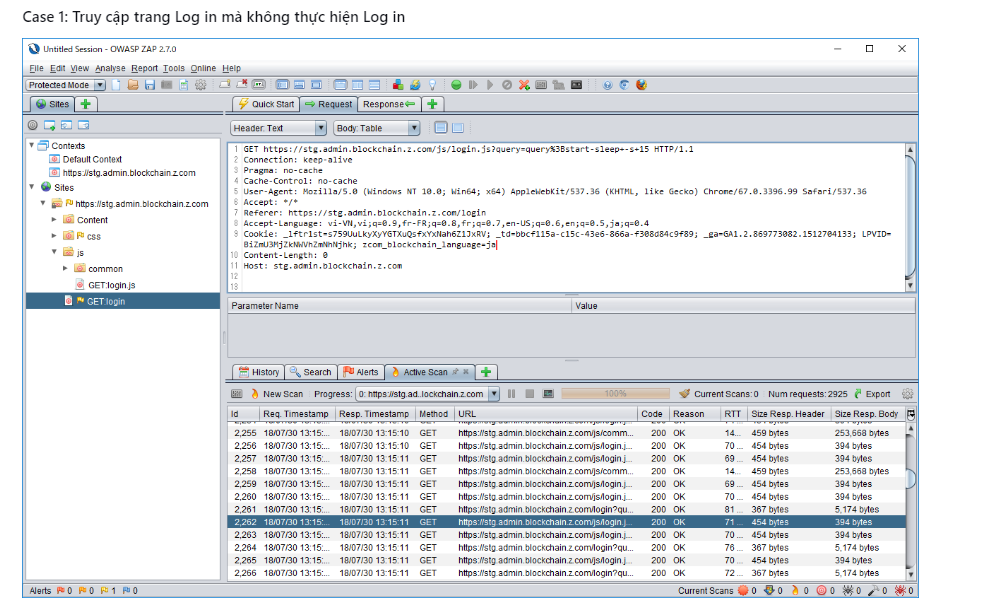 Case 1: Truy cập trang Log in mà không thực hiện Log in
Untitled Session - OWASP ZAP 2.7.0
File Edit View Analyse Report Tools Online Help
Protected Mode
Sites
Quick Start Request Response
Header: Text Body: Table
Contexts
Default Context
https://stg.admin.blockchain.z.com
Sites
https://stg.admin.blockchain.z.com
Content
css
js
common
GET:login.js
GET:login
1 GET https://stg.admin.blockchain.z.com/js/login.js?query=query%3Bstart-sleep+-s+15 HTTP/1.1
2 Connection: keep-alive
3 Pragma: no-cache
4 Cache-Control: no-cache
5 User-Agent: Mozilla/5.0 (Windows NT 10.0; Win64; x64) AppleWebKit/537.36 (KHTML, like Gecko) Chrome/67.0.3396.99 Safari/537.36
6 Accept: */*
7 Referer: https://stg.admin.blockchain.z.com/login
8 Accept-Language: vi-VN,vi;q=0.9,fr-FR;q=0.8,fr;q=0.7,en-US;q=0.6,en;q=0.5,ja;q=0.4
9 Cookie: _lftr1st=s759UuLkyXyYGTXuQsfxYxNah6Z1JxRV; _td=bbcf115a-c15c-43e6-866a-f308d84c9f89; _ga=GA1.2.869773082.1512704133; LPVID=
BiZmU3MjZkNWVhZmNhNjhk; zcom_blockchain_language=ja
10 Content-Length: 0
11 Host: stg.admin.blockchain.z.com
12
13
Parameter Name Value
History Search Alerts Active Scan
New Scan Progress: 0: https://stg.ad..lockchain.z.com 100% Current Scans:0 Num requests:2925 Export
Id Req. Timestamp Resp. Timestamp Method URL Code Reason RTT Size Resp. Header Size Resp. Body
2,255 18/07/30 13:15:... 18/07/30 13:15:10 GET https://stg.admin.blockchain.z.com/js/comm... 200 OK 14... 459 bytes 253,668 bytes
2,256 18/07/30 13:15:... 18/07/30 13:15:10 GET https://stg.admin.blockchain.z.com/js/login.j... 200 OK 70 ... 454 bytes 394 bytes
2,257 18/07/30 13:15:... 18/07/30 13:15:11 GET https://stg.admin.blockchain.z.com/js/login.j... 200 OK 69 ... 454 bytes 394 bytes
2,258 18/07/30 13:15:... 18/07/30 13:15:11 GET https://stg.admin.blockchain.z.com/js/comm... 200 OK 14... 459 bytes 253,668 bytes
2,259 18/07/30 13:15:... 18/07/30 13:15:11 GET https://stg.admin.blockchain.z.com/js/login.j... 200 OK 69 ... 454 bytes 394 bytes
2,260 18/07/30 13:15:... 18/07/30 13:15:11 GET https://stg.admin.blockchain.z.com/js/login.j... 200 OK 70 ... 454 bytes 394 bytes
2,261 18/07/30 13:15:... 18/07/30 13:15:11 GET https://stg.admin.blockchain.z.com/login?qu... 200 OK 81 ... 367 bytes 5,174 bytes
2,262 18/07/30 13:15:... 18/07/30 13:15:11 GET https://stg.admin.blockchain.z.com/js/login.j... 200 OK 71 ... 454 bytes 394 bytes
2,263 18/07/30 13:15:... 18/07/30 13:15:11 GET https://stg.admin.blockchain.z.com/js/login.j... 200 OK 70 ... 454 bytes 394 bytes
2,264 18/07/30 13:15:... 18/07/30 13:15:11 GET https://stg.admin.blockchain.z.com/login?qu... 200 OK 76 ... 367 bytes 5,174 bytes
2,265 18/07/30 13:15:... 18/07/30 13:15:11 GET https://stg.admin.blockchain.z.com/js/login.j... 200 OK 70 ... 454 bytes 394 bytes
2,266 18/07/30 13:15:... 18/07/30 13:15:11 GET https://stg.admin.blockchain.z.com/login?qu... 200 OK 72 ... 367 bytes 5,174 bytes
Alerts 0 0 1 0 Current Scans 0 0 0 0 0 0 0